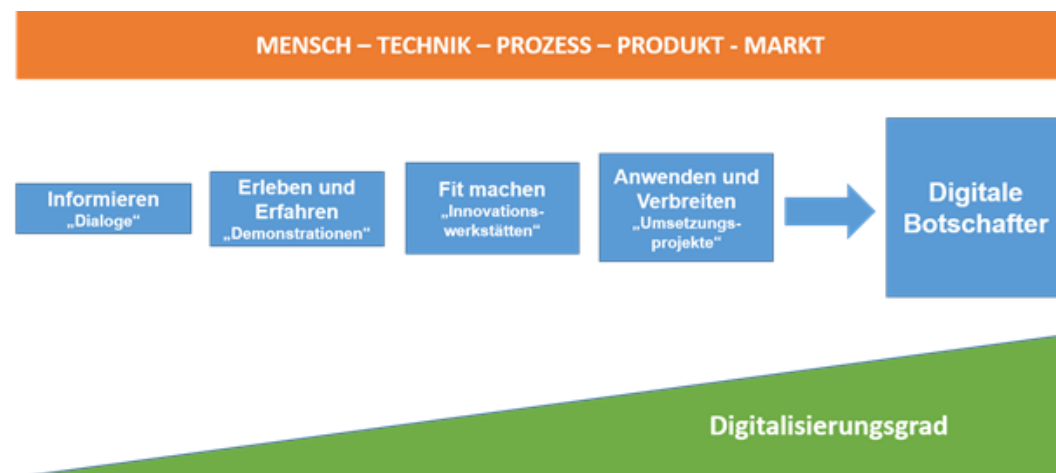 MENSCH – TECHNIK – PROZESS – PRODUKT - MARKT
Informieren
„Dialoge“
Erleben und
Erfahren
„Demonstrationen“
Fit machen
„Innovations-
werkstätten“
Anwenden und
Verbreiten
„Umsetzungs-
projekte“
Digitale
Botschafter
Digitalisierungsgrad